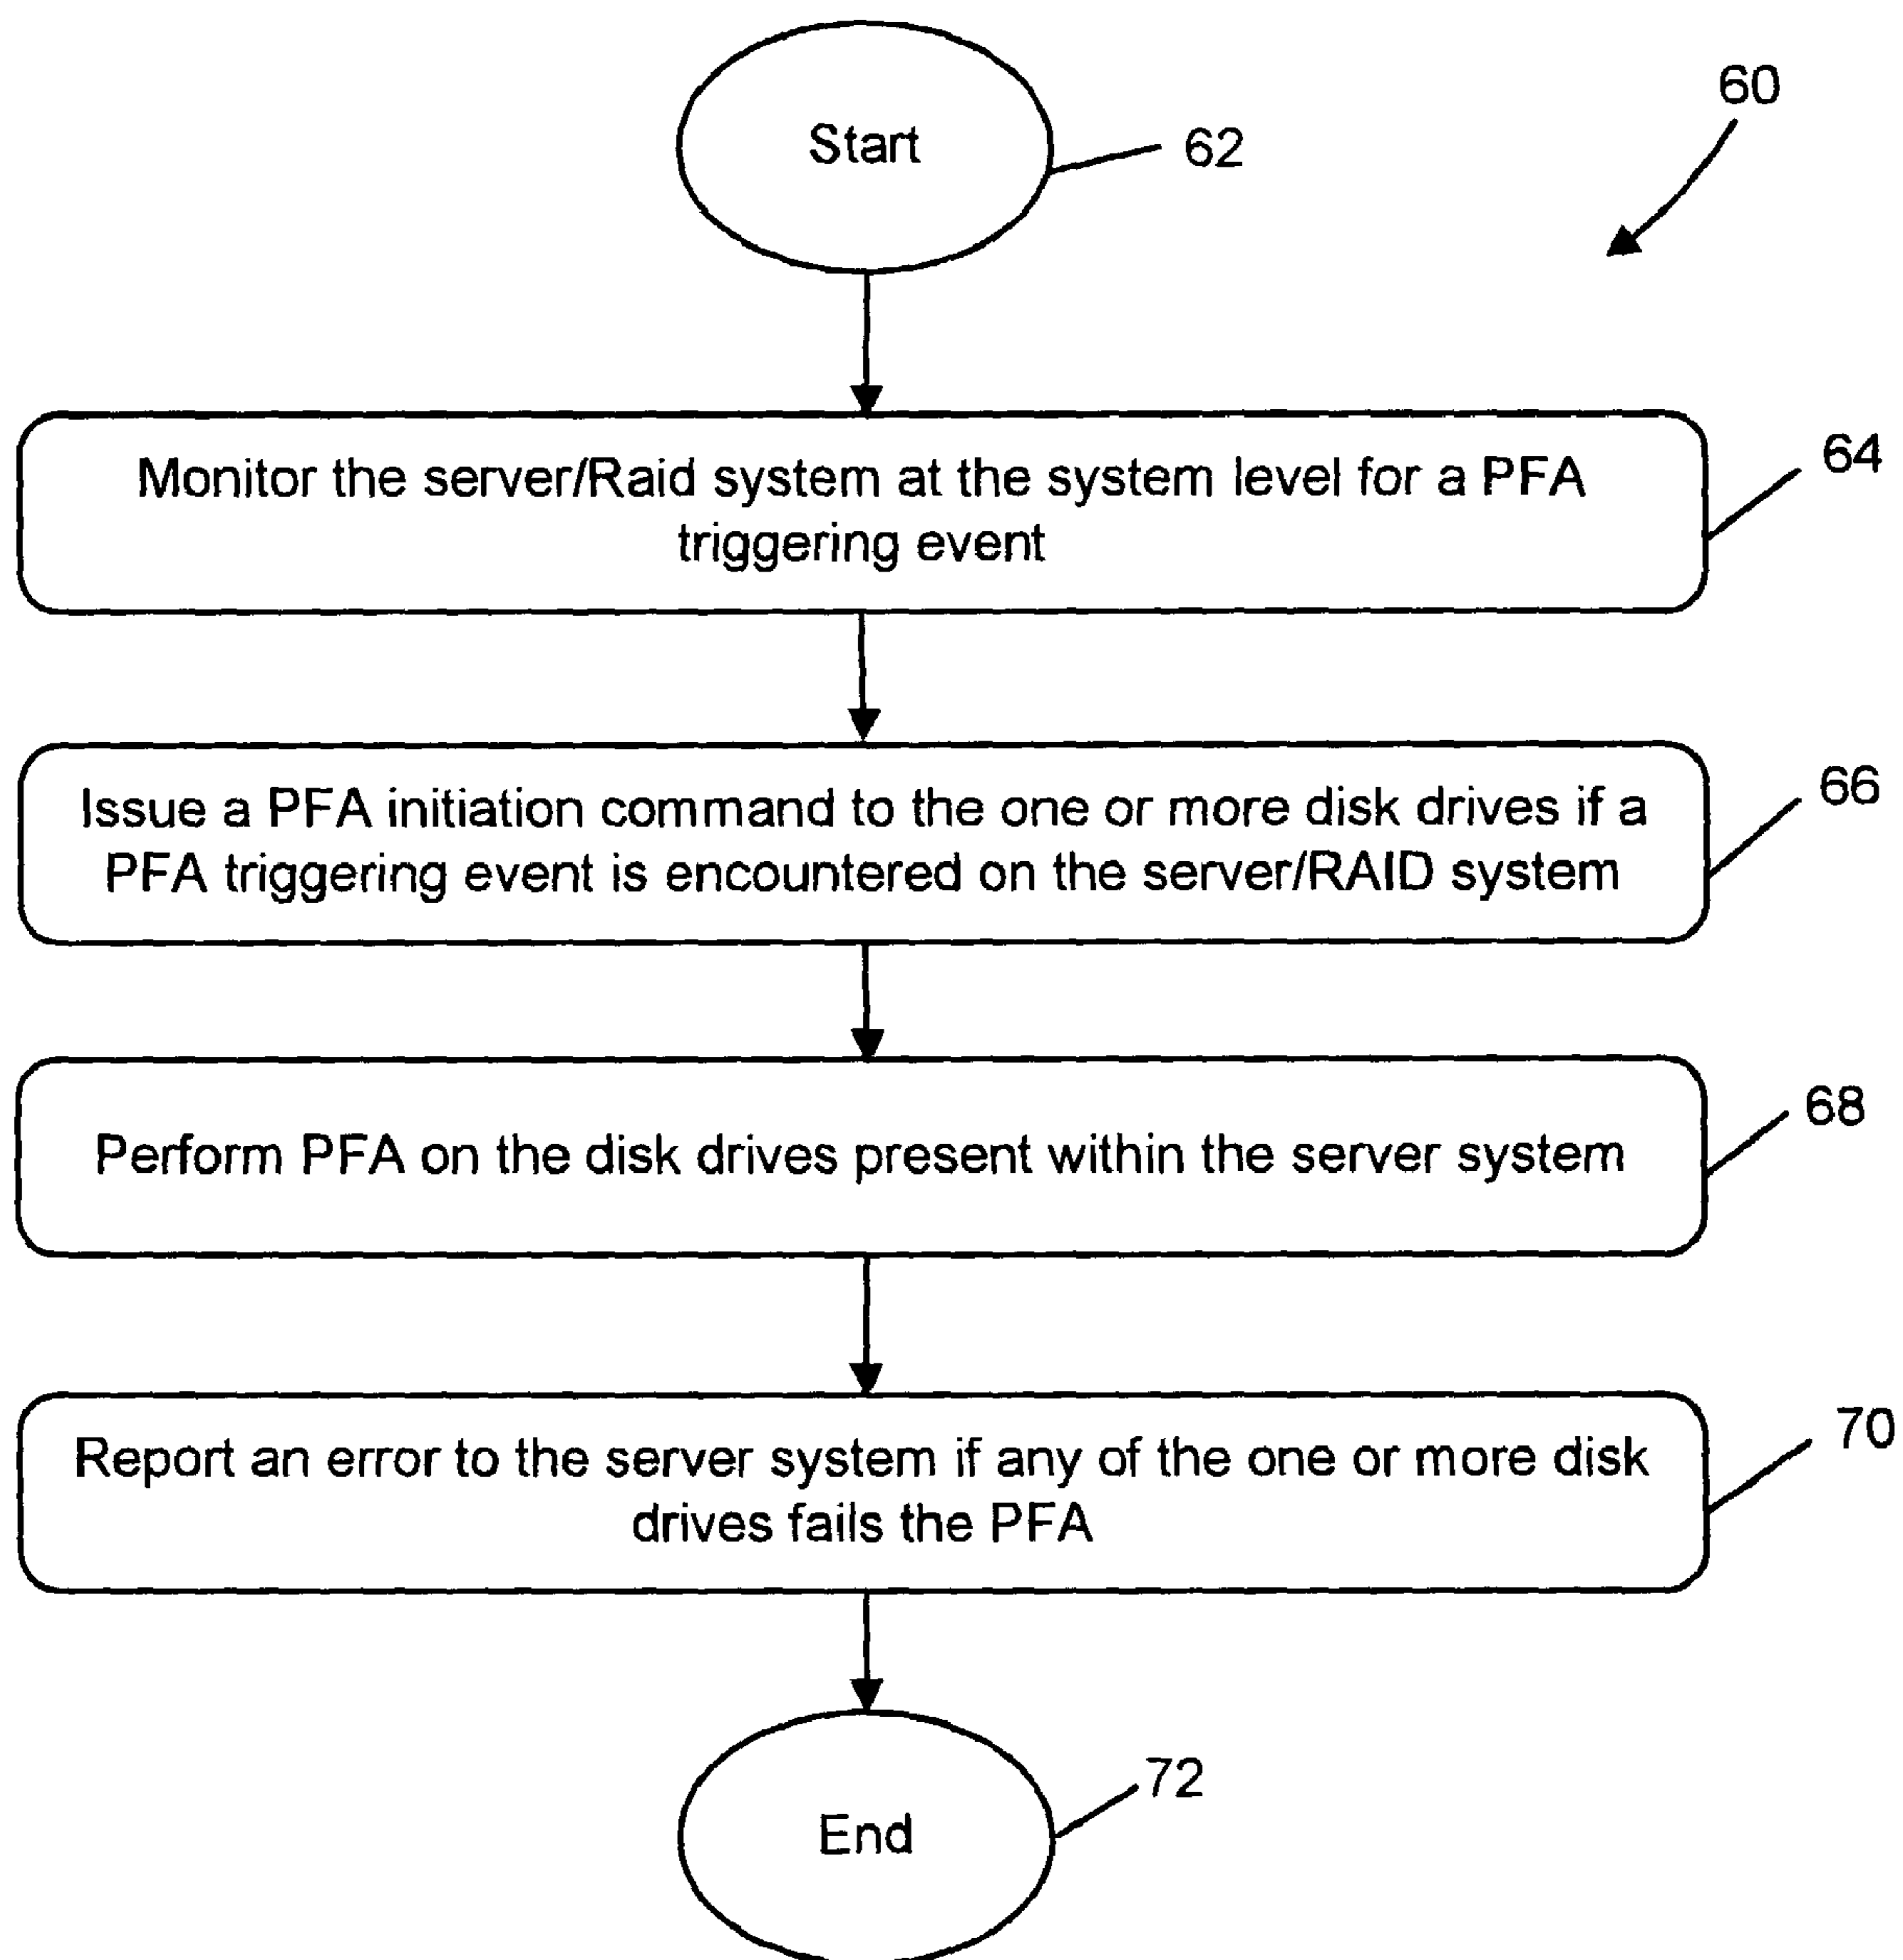 60
Start
62
Monitor the server/Raid system at the system level for a PFA
triggering event
64
Issue a PFA initiation command to the one or more disk drives if a
PFA triggering event is encountered on the server/RAID system
66
Perform PFA on the disk drives present within the server system
68
Report an error to the server system if any of the one or more disk
drives fails the PFA
70
End
72